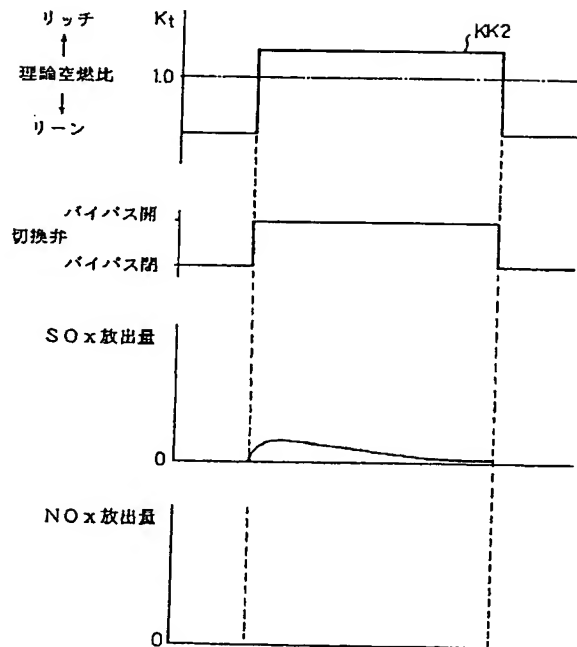 リッチ
Kt
KK2
理論空燃比
1.0
リーン
バイパス開
切換弁
バイパス閉
SOx放出量
0
NOx放出量
0